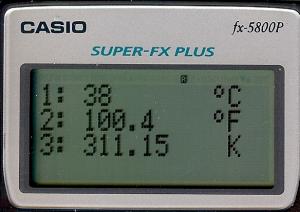 CASIO fx-5800P
SUPER-FX PLUS
R
1: 38 °C
2: 100.4 °F
3: 311.15 K